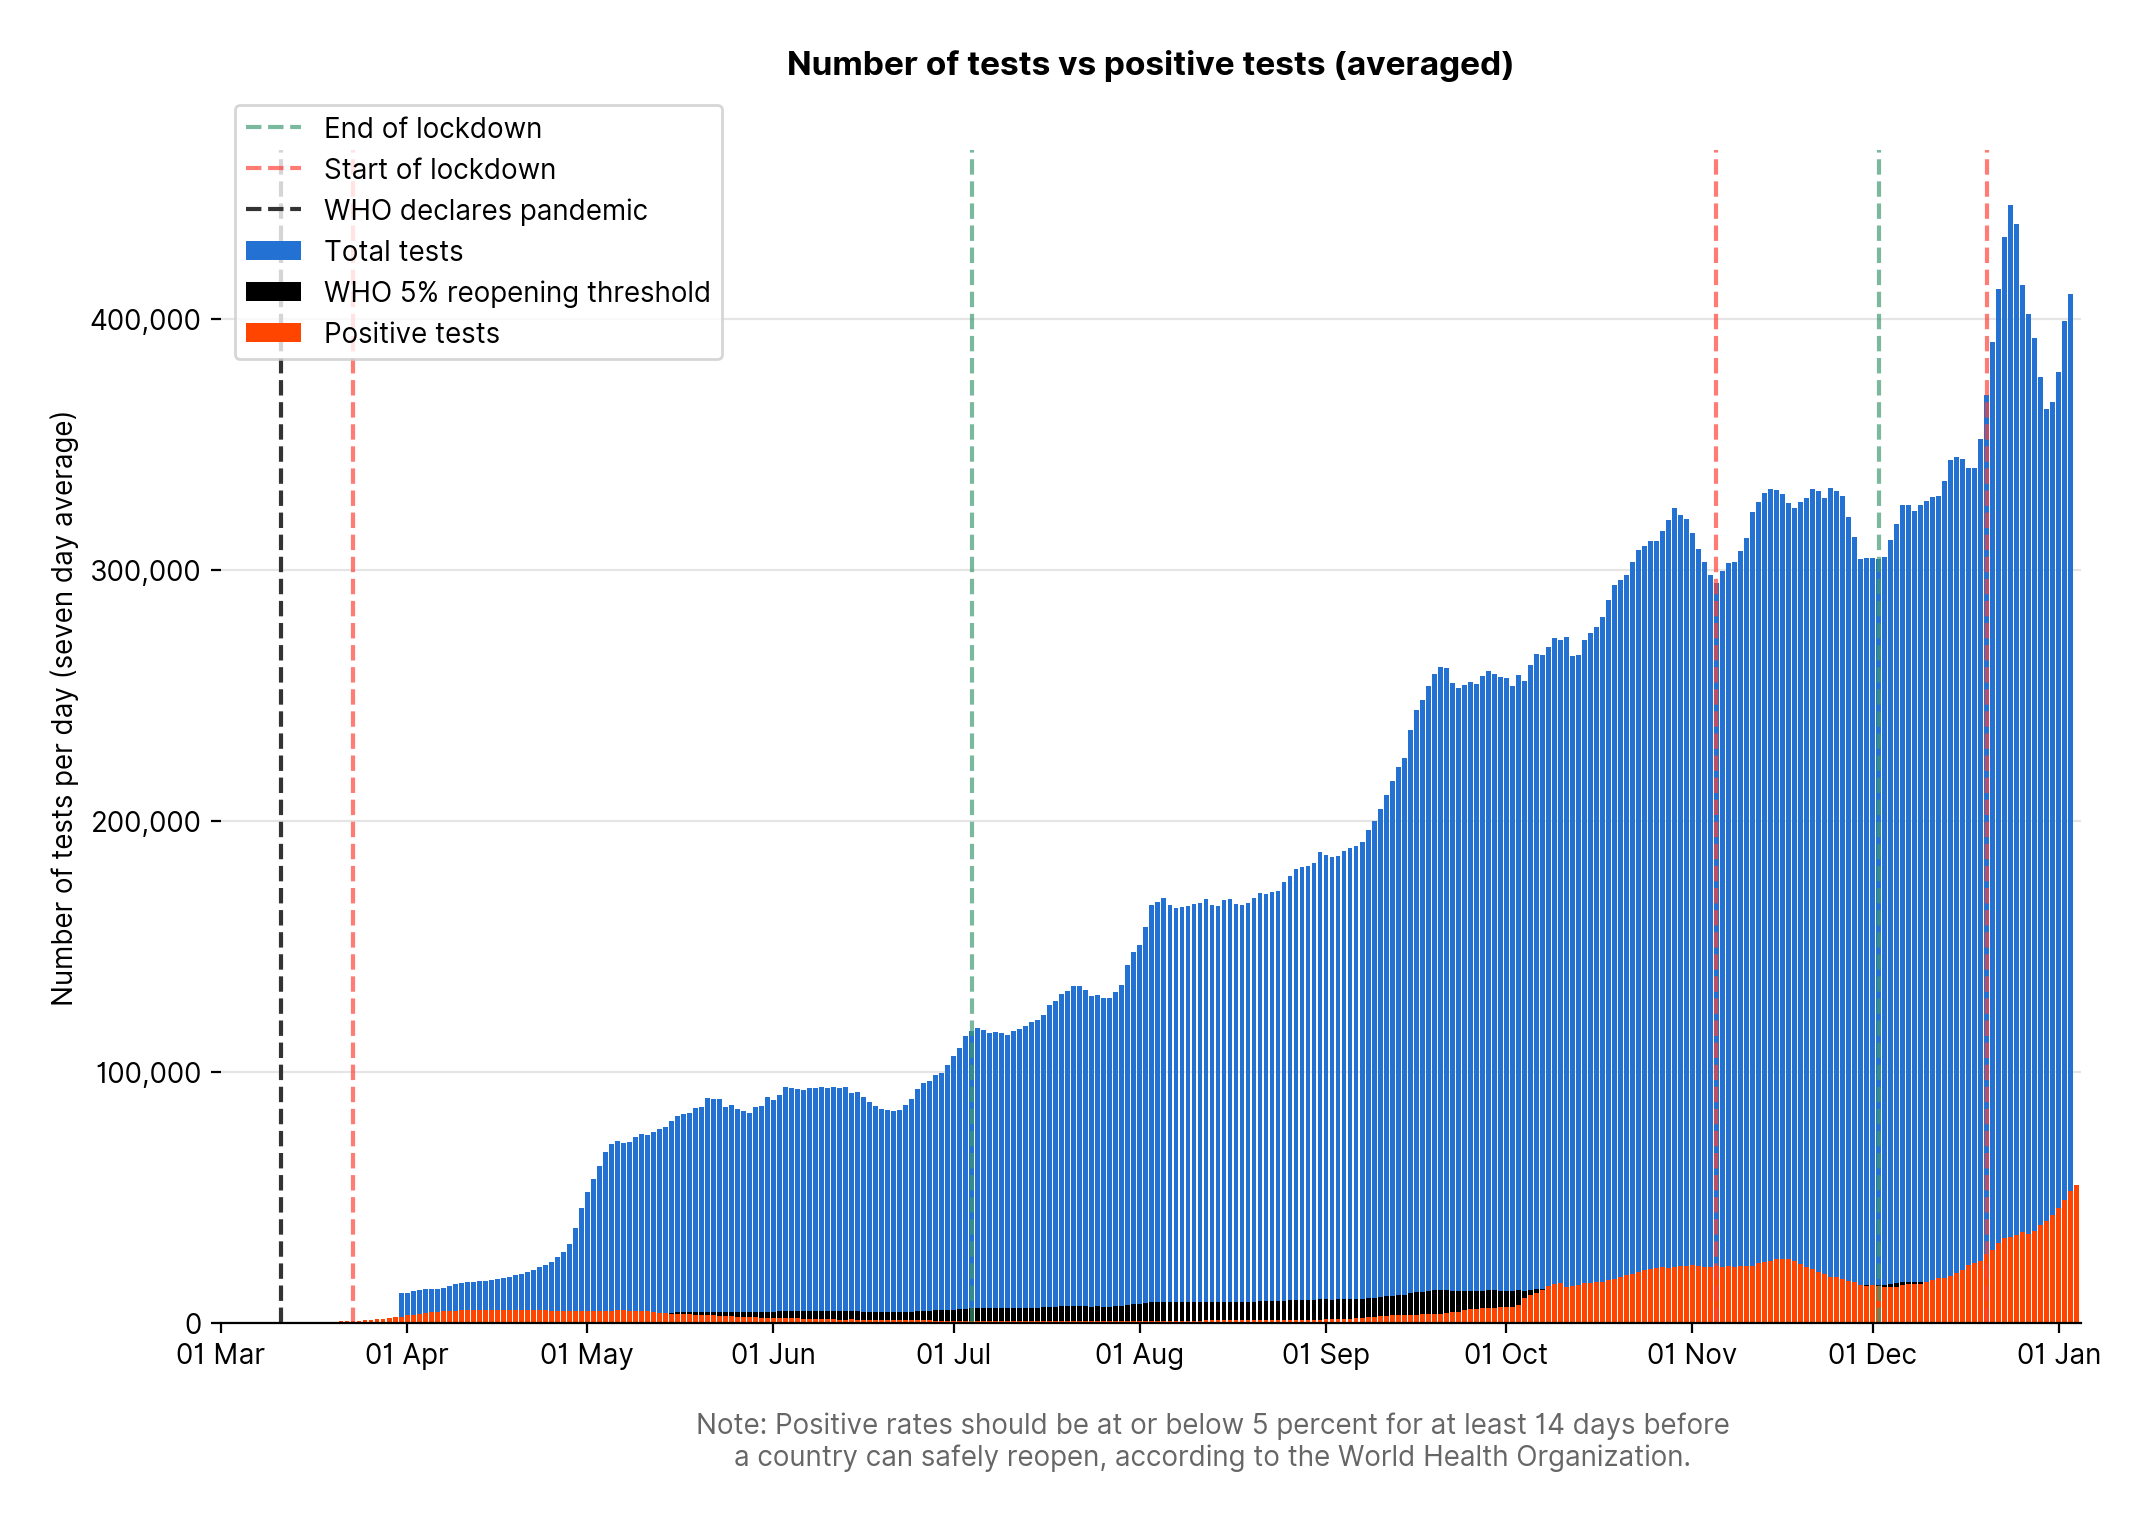 Number of tests vs positive tests (averaged)
End of lockdown
Start of lockdown
WHO declares pandemic
Total tests
WHO 5% reopening threshold
Positive tests
Number of tests per day (seven day average)
400,000
300,000
200,000
100,000
0
01 Mar
01 Apr
01 May
01 Jun
01 Jul
01 Aug
01 Sep
01 Oct
01 Nov
01 Dec
01 Jan
Note: Positive rates should be at or below 5 percent for at least 14 days before
a country can safely reopen, according to the World Health Organization.